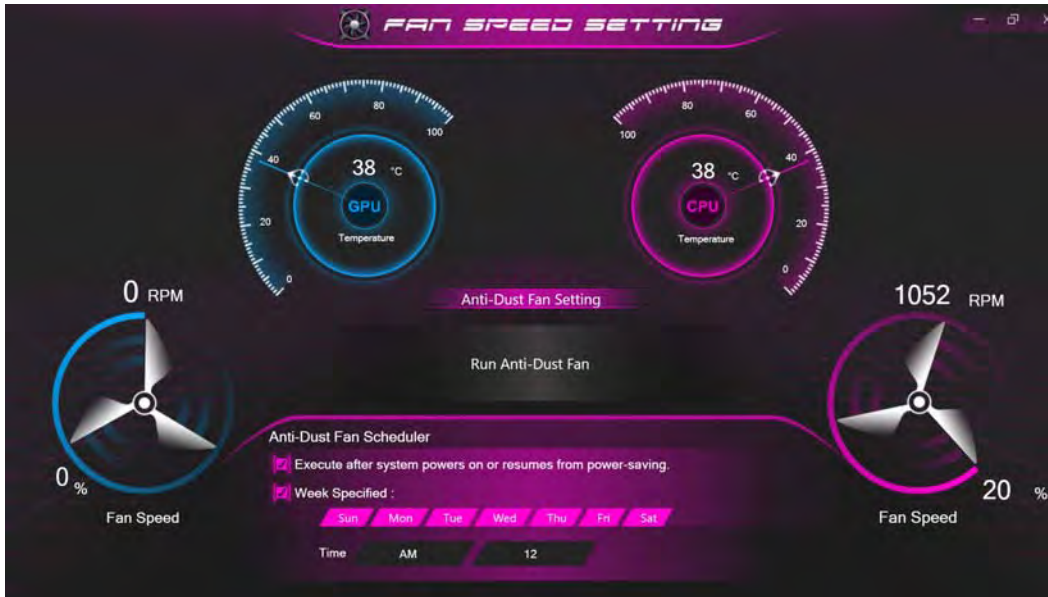 FAN SPEED SETTING
60 80 100
40
38 °C
GPU
Temperature
20
0
60 80 100
40
38 °C
CPU
Temperature
20
0
0 RPM
0 %
Fan Speed
1052 RPM
20 %
Fan Speed
Anti-Dust Fan Setting
Run Anti-Dust Fan
Anti-Dust Fan Scheduler
Execute after system powers on or resumes from power-saving.
Week Specified :
Sun Mon Tue Wed Thu Fri Sat
Time AM 12